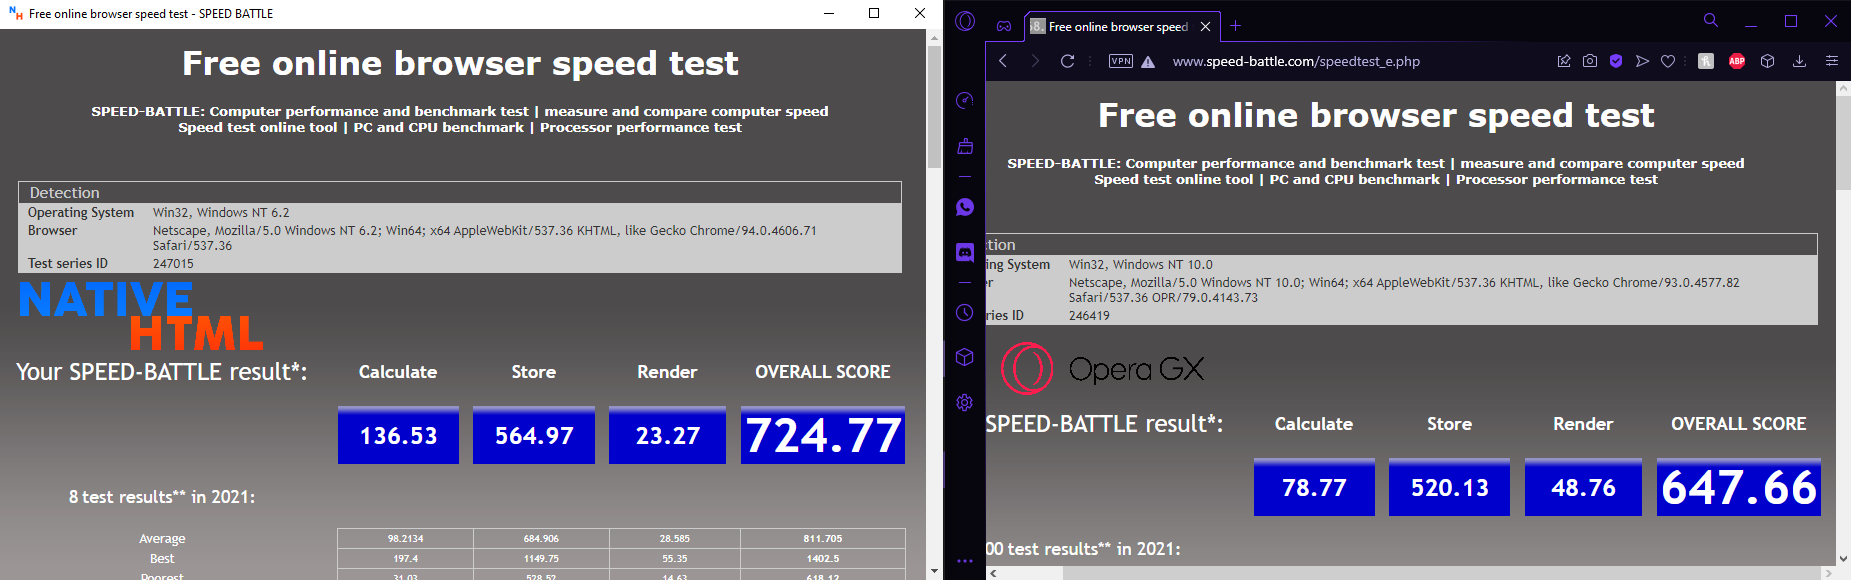 Free online browser speed test - SPEED BATTLE
Free online browser speed test
SPEED-BATTLE: Computer performance and benchmark test | measure and compare computer speed
Speed test online tool | PC and CPU benchmark | Processor performance test
Detection
Operating System Win32, Windows NT 6.2
Browser Netscape, Mozilla/5.0 Windows NT 6.2; Win64; x64 AppleWebKit/537.36 KHTML, like Gecko Chrome/94.0.4606.71
Safari/537.36
Test series ID 247015
NATIVE
HTML
Your SPEED-BATTLE result*: Calculate Store Render OVERALL SCORE
136.53 564.97 23.27 724.77
8 test results** in 2021:
Average 98.2134 684.906 28.585 811.705
Best 197.4 1149.75 55.35 1402.5
Poorest 31.03 528.52 14.63 618.12
Free online browser speed
VPN www.speed-battle.com/speedtest_e.php ABP
Free online browser speed test
SPEED-BATTLE: Computer performance and benchmark test | measure and compare computer speed
Speed test online tool | PC and CPU benchmark | Processor performance test
tion
ing System Win32, Windows NT 10.0
er Netscape, Mozilla/5.0 Windows NT 10.0; Win64; x64 AppleWebKit/537.36 KHTML, like Gecko Chrome/93.0.4577.82
Safari/537.36 OPR/79.0.4143.73
ries ID 246419
Opera GX
SPEED-BATTLE result*: Calculate Store Render OVERALL SCORE
78.77 520.13 48.76 647.66
00 test results** in 2021: